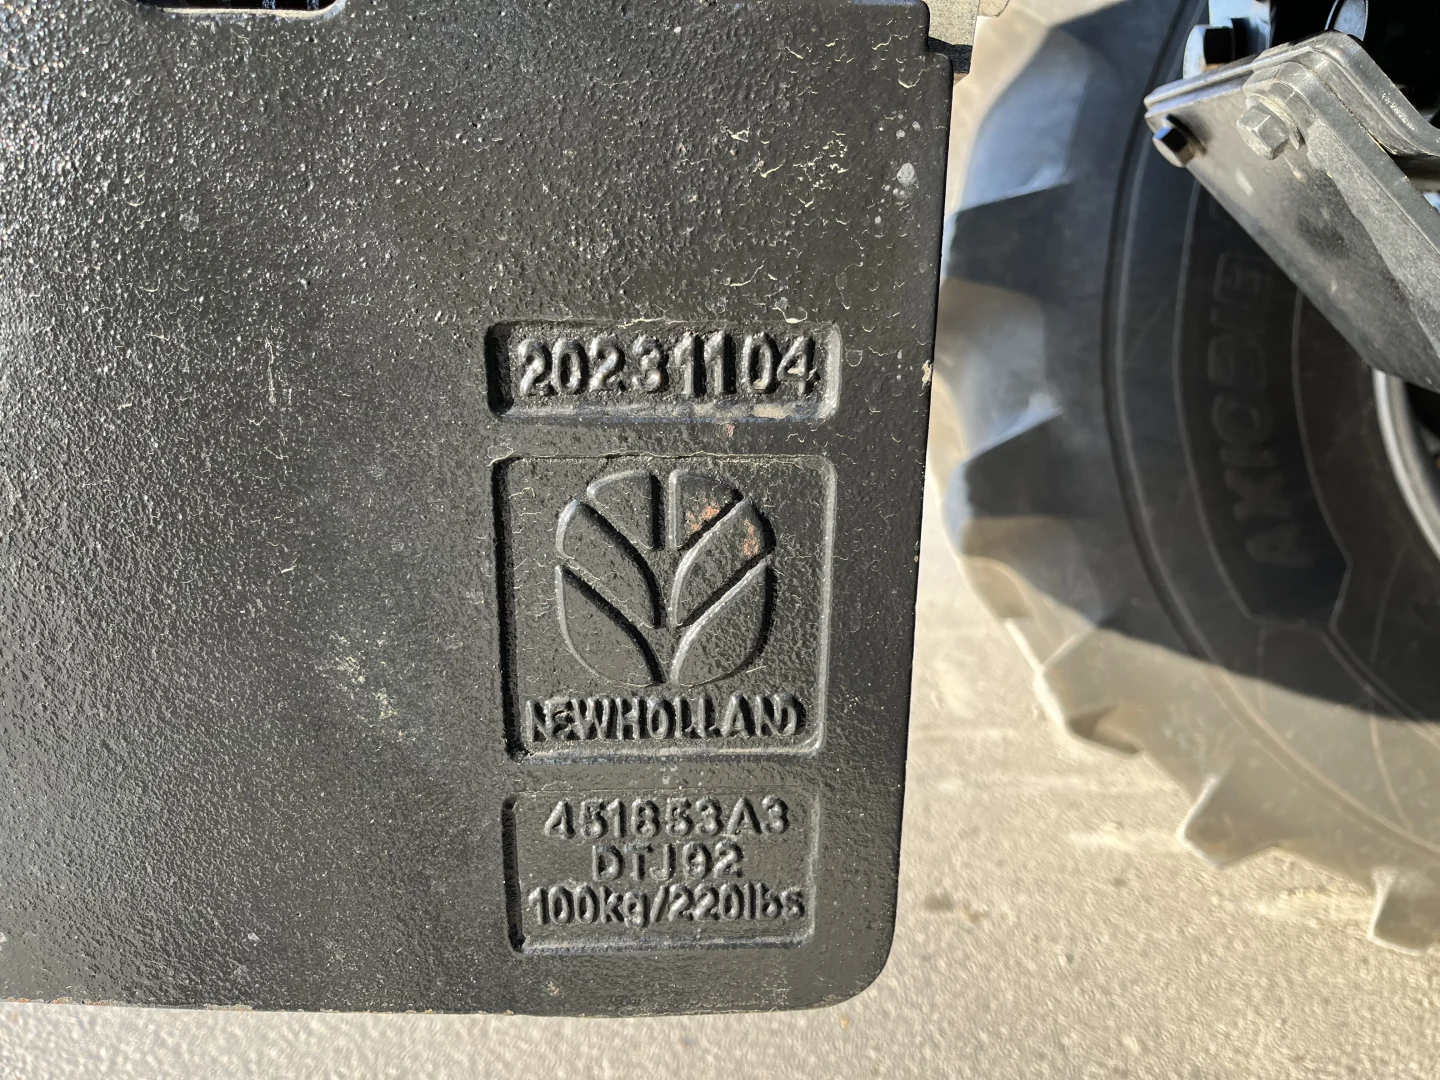 20231104
NEWHOLLAND
451853A3
DTJ92
100kg/220lbs
AXIOBIB